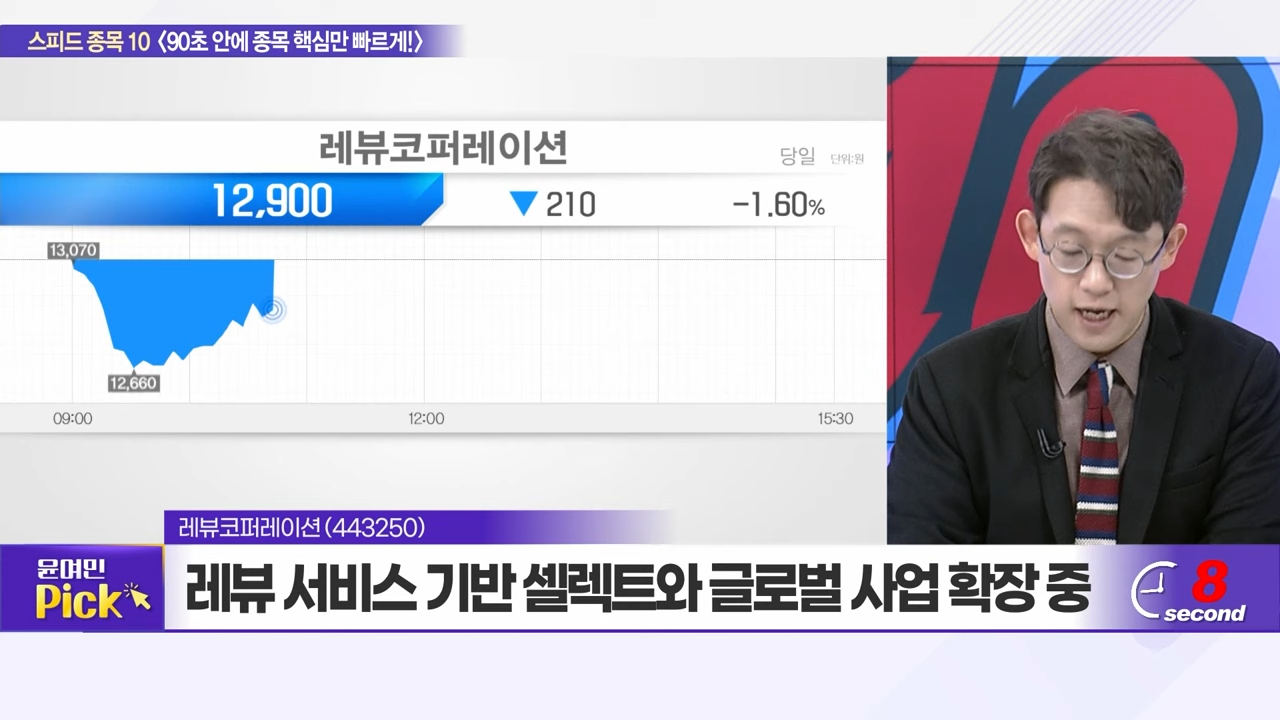 스피드 종목 10 〈90초 안에 종목 핵심만 빠르게!〉
레뷰코퍼레이션
당일 단위:원
12,900 ▼ 210 -1.60%
13,070
12,660
09:00 12:00 15:30
레뷰코퍼레이션 (443250)
윤여민
Pick
레뷰 서비스 기반 셀렉트와 글로벌 사업 확장 중
8
second